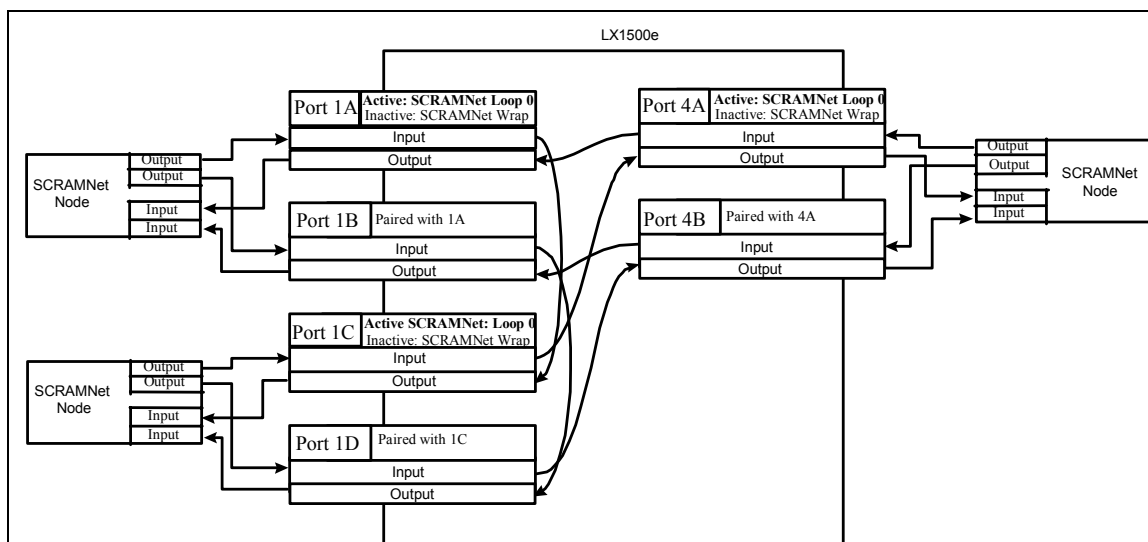 LX1500e
Port 1A
Active: SCRAMNet Loop 0
Inactive: SCRAMNet Wrap
Input
Output
Port 4A
Active: SCRAMNet Loop 0
Inactive: SCRAMNet Wrap
Input
Output
SCRAMNet
Node
Output
Output
Input
Input
SCRAMNet
Node
Output
Output
Input
Input
Port 1B
Paired with 1A
Input
Output
Port 4B
Paired with 4A
Input
Output
Port 1C
Active SCRAMNet: Loop 0
Inactive: SCRAMNet Wrap
Input
Output
SCRAMNet
Node
Output
Output
Input
Input
Port 1D
Paired with 1C
Input
Output